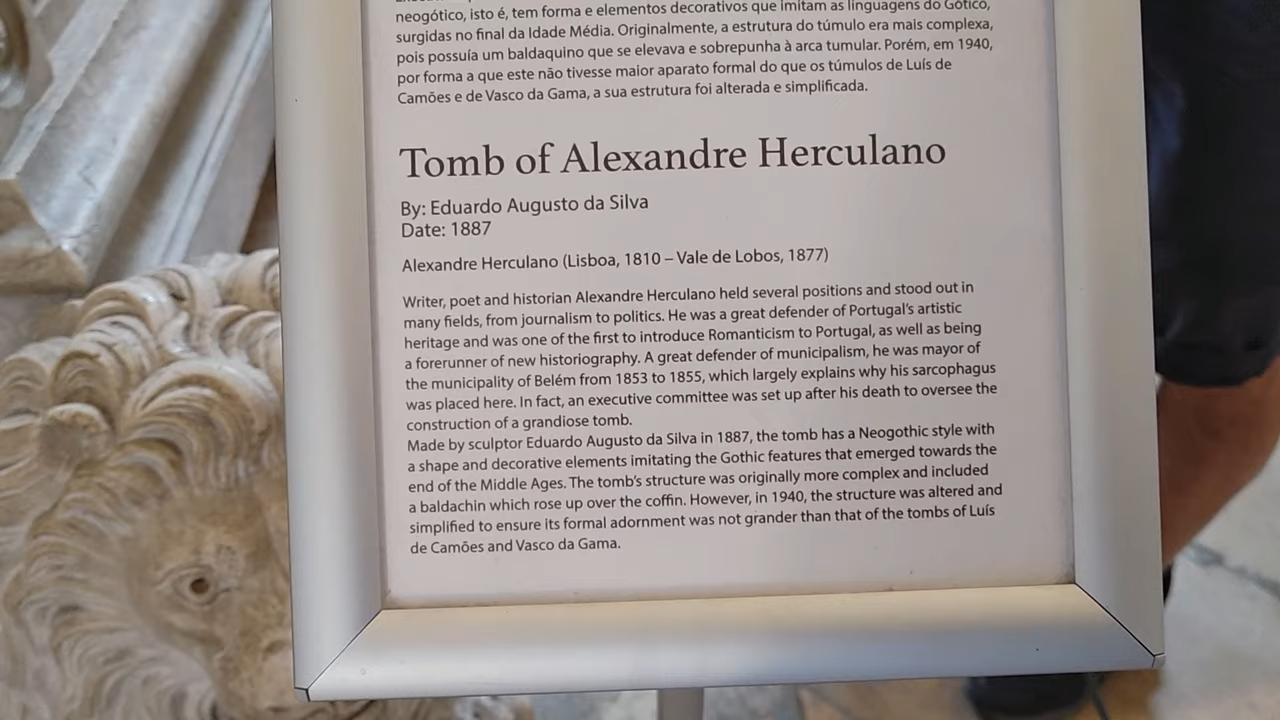 neogótico, isto é, tem forma e elementos decorativos que imitam as linguagens do Gótico,
surgidas no final da Idade Média. Originalmente, a estrutura do túmulo era mais complexa,
pois possuía um baldaquino que se elevava e sobrepunha à arca tumular. Porém, em 1940,
por forma a que este não tivesse maior aparato formal do que os túmulos de Luís de
Camões e de Vasco da Gama, a sua estrutura foi alterada e simplificada.
Tomb of Alexandre Herculano
By: Eduardo Augusto da Silva
Date: 1887
Alexandre Herculano (Lisboa, 1810 – Vale de Lobos, 1877)
Writer, poet and historian Alexandre Herculano held several positions and stood out in
many fields, from journalism to politics. He was a great defender of Portugal's artistic
heritage and was one of the first to introduce Romanticism to Portugal, as well as being
a forerunner of new historiography. A great defender of municipalism, he was mayor of
the municipality of Belém from 1853 to 1855, which largely explains why his sarcophagus
was placed here. In fact, an executive committee was set up after his death to oversee the
construction of a grandiose tomb.
Made by sculptor Eduardo Augusto da Silva in 1887, the tomb has a Neogothic style with
a shape and decorative elements imitating the Gothic features that emerged towards the
end of the Middle Ages. The tomb's structure was originally more complex and included
a baldachin which rose up over the coffin. However, in 1940, the structure was altered and
simplified to ensure its formal adornment was not grander than that of the tombs of Luís
de Camões and Vasco da Gama.